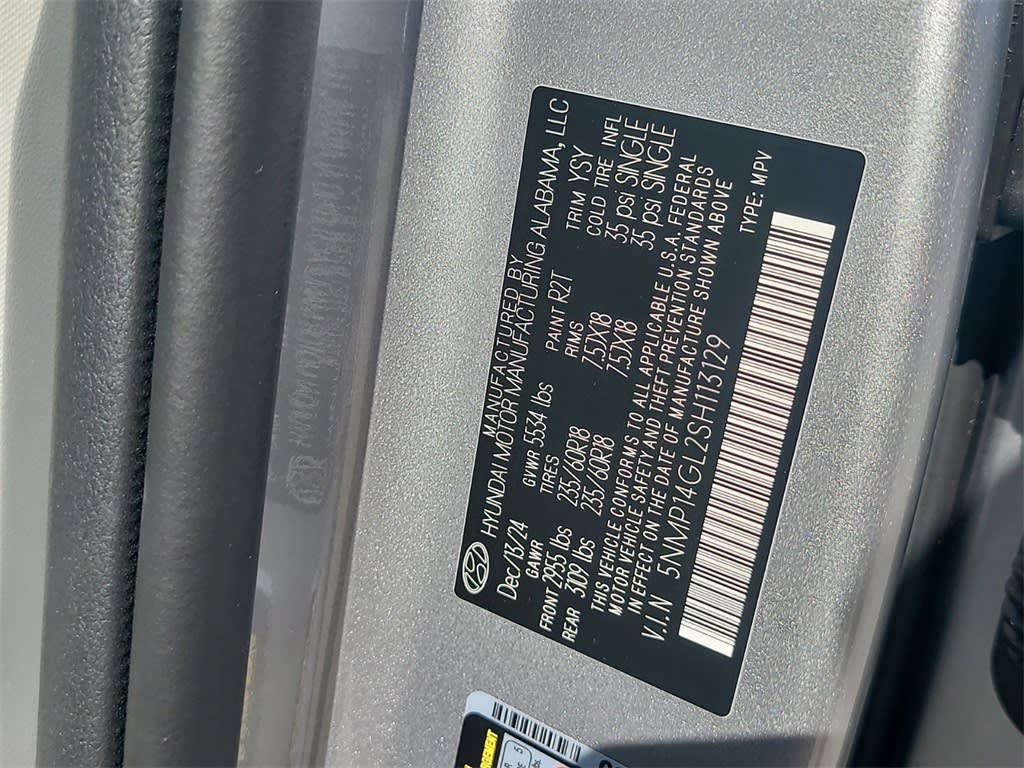 MANUFACTURED BY
HYUNDAI MOTOR MANUFACTURING ALABAMA, LLC
Dec/13/24 GVWR 5534 lbs PAINT R2T TRIM YSY
GAWR TIRES RIMS COLD TIRE INFL
FRONT 2955 lbs 235/60R18 7.5JX18 35 psi SINGLE
REAR 3109 lbs 235/60R18 7.5JX18 35 psi SINGLE
THIS VEHICLE CONFORMS TO ALL APPLICABLE U.S.A. FEDERAL
MOTOR VEHICLE SAFETY AND THEFT PREVENTION STANDARDS
IN EFFECT ON THE DATE OF MANUFACTURE SHOWN ABOVE
V.I.N 5NMP14GL2SH113129 TYPE: MPV
5